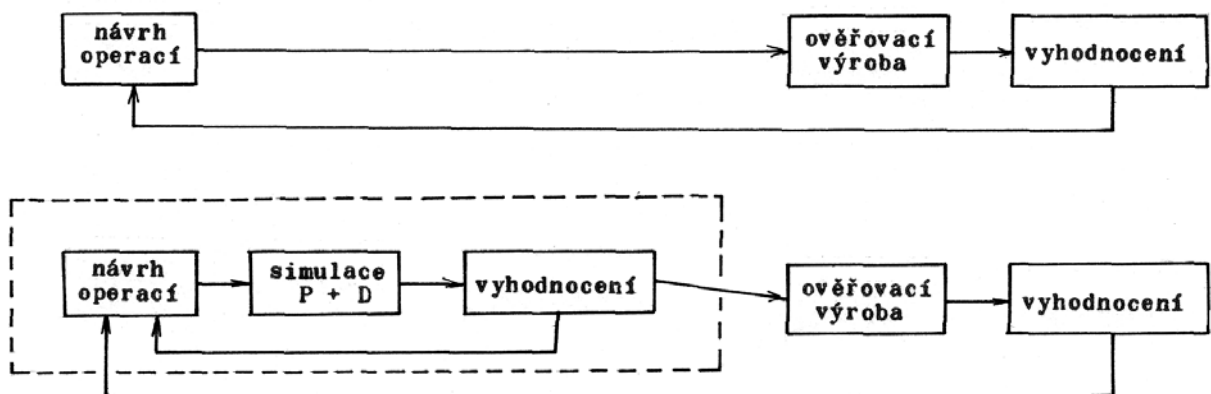 návrh
operací
ověřovací
výroba
vyhodnocení
návrh
operací
simulace
P + D
vyhodnocení
ověřovací
výroba
vyhodnocení